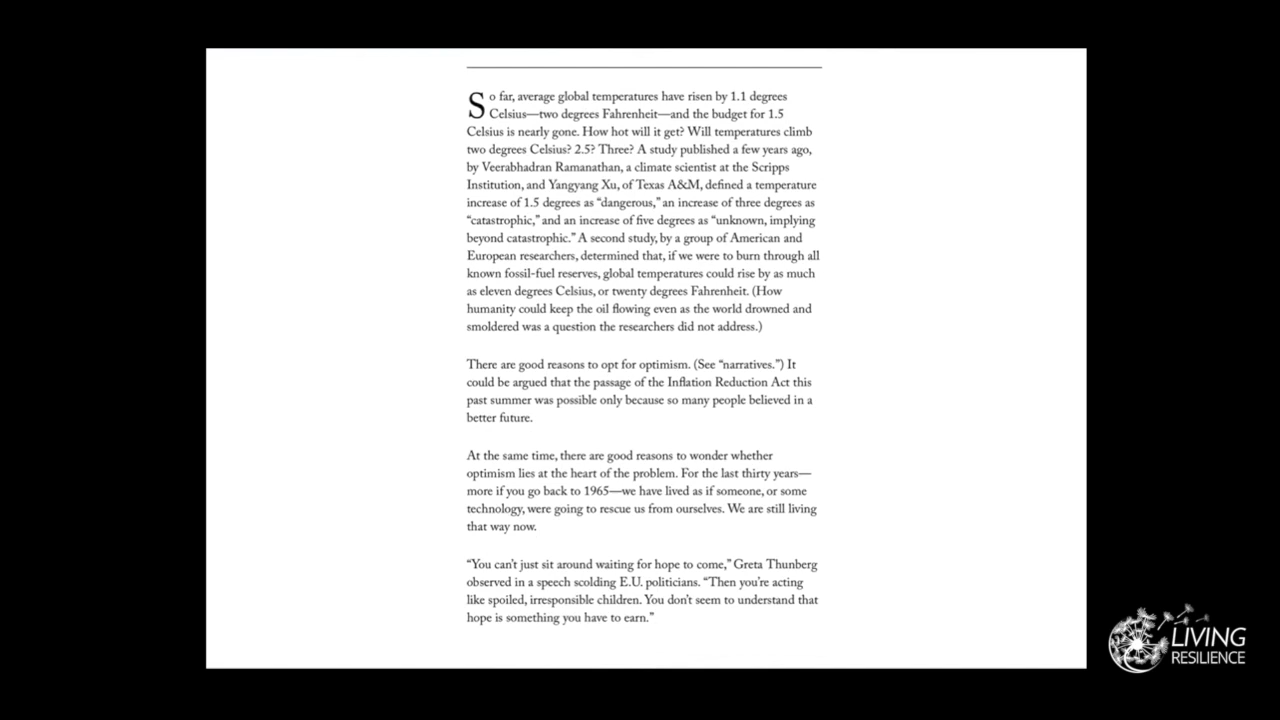 So far, average global temperatures have risen by 1.1 degrees
Celsius—two degrees Fahrenheit—and the budget for 1.5
Celsius is nearly gone. How hot will it get? Will temperatures climb
two degrees Celsius? 2.5? Three? A study published a few years ago,
by Veerabhadran Ramanathan, a climate scientist at the Scripps
Institution, and Yangyang Xu, of Texas A&M, defined a temperature
increase of 1.5 degrees as “dangerous,” an increase of three degrees as
“catastrophic,” and an increase of five degrees as “unknown, implying
beyond catastrophic.” A second study, by a group of American and
European researchers, determined that, if we were to burn through all
known fossil-fuel reserves, global temperatures could rise by as much
as eleven degrees Celsius, or twenty degrees Fahrenheit. (How
humanity could keep the oil flowing even as the world drowned and
smoldered was a question the researchers did not address.)
There are good reasons to opt for optimism. (See “narratives.”) It
could be argued that the passage of the Inflation Reduction Act this
past summer was possible only because so many people believed in a
better future.
At the same time, there are good reasons to wonder whether
optimism lies at the heart of the problem. For the last thirty years—
more if you go back to 1965—we have lived as if someone, or some
technology, were going to rescue us from ourselves. We are still living
that way now.
“You can’t just sit around waiting for hope to come,” Greta Thunberg
observed in a speech scolding E.U. politicians. “Then you’re acting
like spoiled, irresponsible children. You don’t seem to understand that
hope is something you have to earn.”
LIVING
RESILIENCE